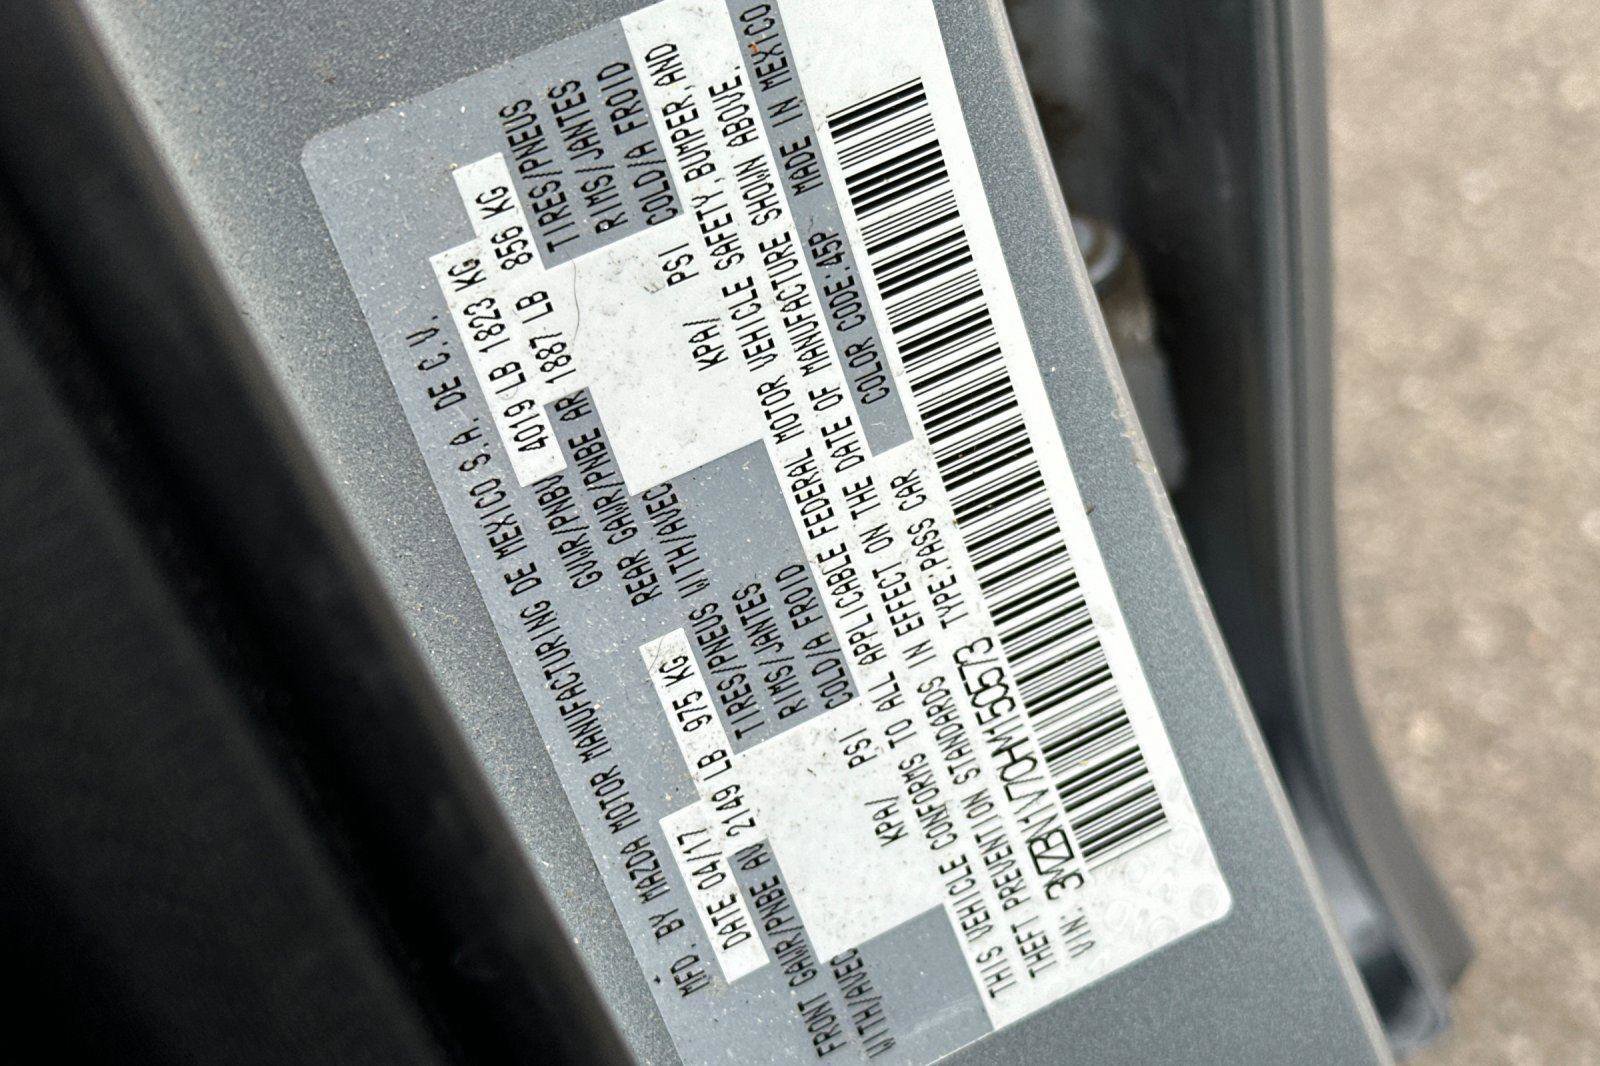 MFD. BY MAZDA MOTOR MANUFACTURING DE MEXICO S.A. DE C.V.
DATE 04/17 GVWR/PNBV 4019 LB 1823 KG
FRONT GAWR/PNBE AV 2149 LB 975 KG REAR GAWR/PNBE AR 1887 LB 856 KG
WITH/AVEC TIRES/PNEUS WITH/AVEC TIRES/PNEUS
RIMS/JANTES RIMS/JANTES
KPA/ PSI COLD/A FROID KPA/ PSI COLD/A FROID
THIS VEHICLE CONFORMS TO ALL APPLICABLE FEDERAL MOTOR VEHICLE SAFETY,BUMPER,AND
THEFT PREVENTION STANDARDS IN EFFECT ON THE DATE OF MANUFACTURE SHOWN ABOVE.
VIN: 3MZBN1V70HM150573 TYPE:PASS CAR COLOR CODE:45P MADE IN MEXICO